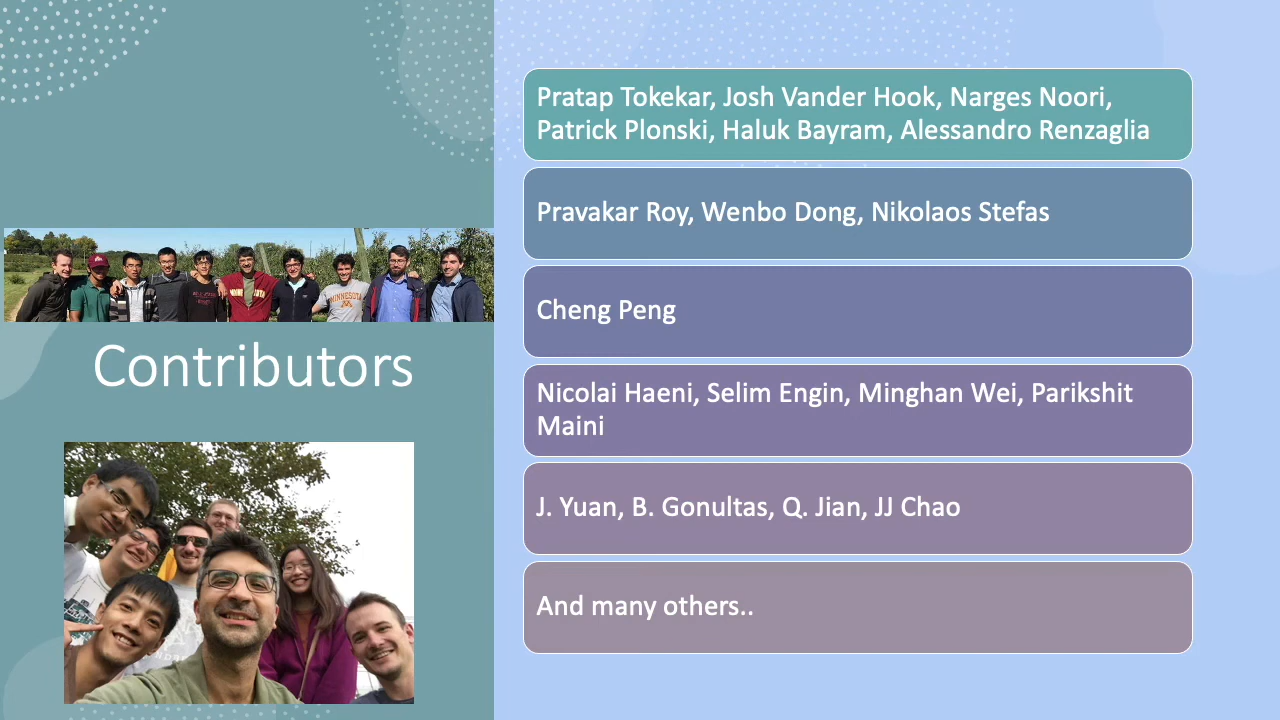 Contributors
Pratap Tokekar, Josh Vander Hook, Narges Noori,
Patrick Plonski, Haluk Bayram, Alessandro Renzaglia
Pravakar Roy, Wenbo Dong, Nikolaos Stefas
Cheng Peng
Nicolai Haeni, Selim Engin, Minghan Wei, Parikshit
Maini
J. Yuan, B. Gonultas, Q. Jian, JJ Chao
And many others..
MINNESOTA